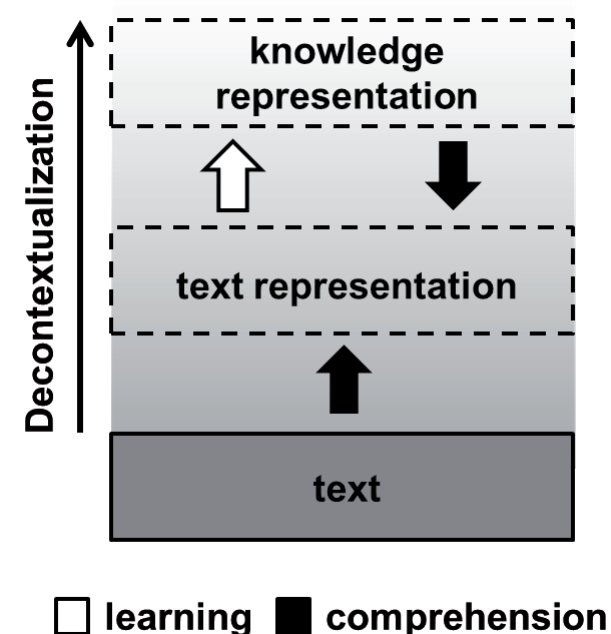 knowledge
representation
Decontextualization
text representation
text
learning comprehension